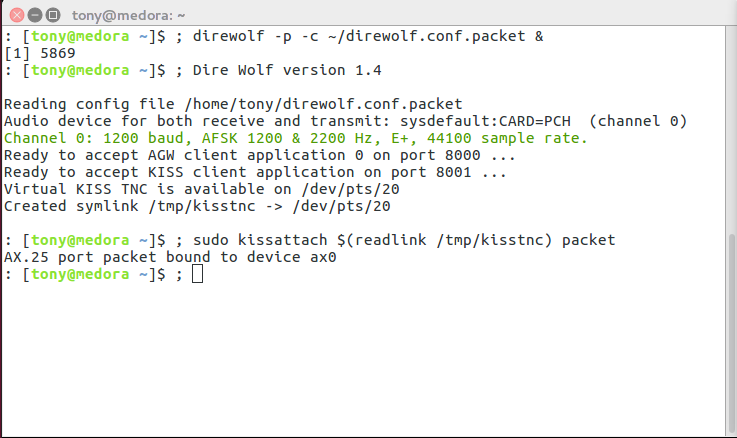 tony@medora: ~
: [tony@medora ~]$ ; direwolf -p -c ~/direwolf.conf.packet &
[1] 5869
: [tony@medora ~]$ ; Dire Wolf version 1.4
Reading config file /home/tony/direwolf.conf.packet
Audio device for both receive and transmit: sysdefault:CARD=PCH  (channel 0)
Channel 0: 1200 baud, AFSK 1200 & 2200 Hz, E+, 44100 sample rate.
Ready to accept AGW client application 0 on port 8000 ...
Ready to accept KISS client application on port 8001 ...
Virtual KISS TNC is available on /dev/pts/20
Created symlink /tmp/kisstnc -> /dev/pts/20
: [tony@medora ~]$ ; sudo kissattach $(readlink /tmp/kisstnc) packet
AX.25 port packet bound to device ax0
: [tony@medora ~]$ ;